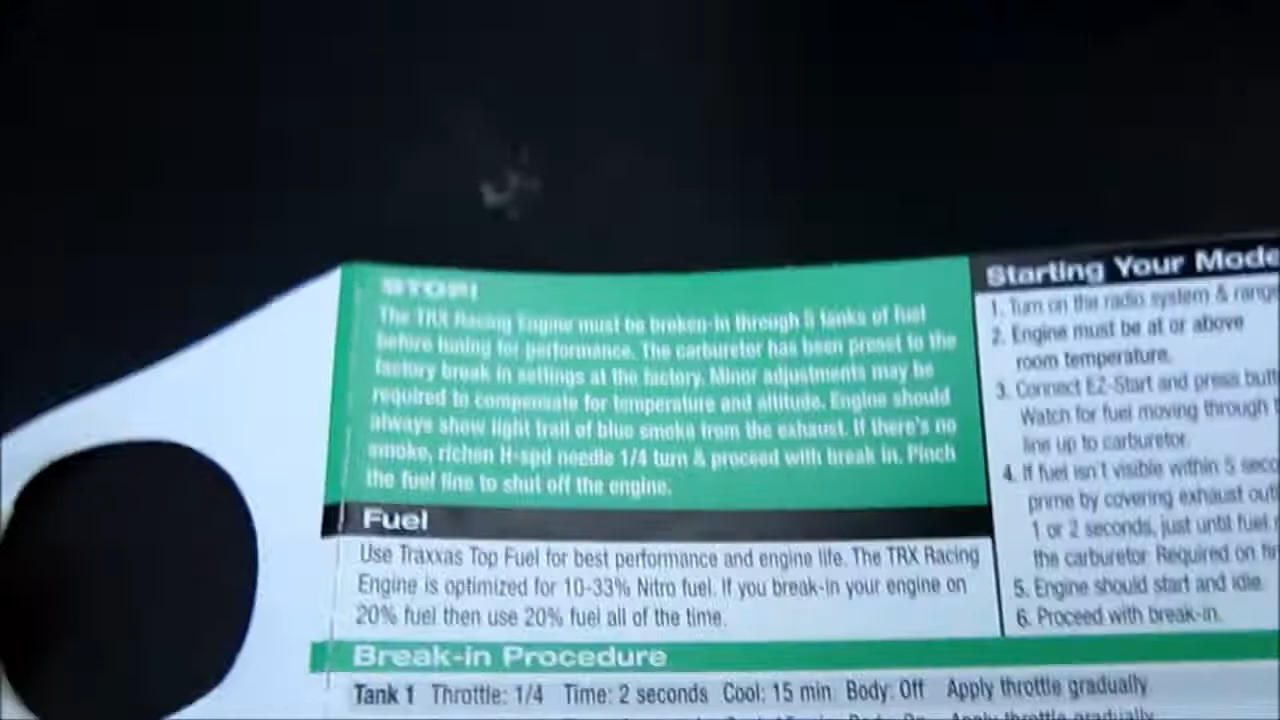 STOP!
The TRX Racing Engine must be broken-in through 5 tanks of fuel
before tuning for performance. The carburetor has been preset to the
factory break in settings at the factory. Minor adjustments may be
required to compensate for temperature and altitude. Engine should
always show light trail of blue smoke from the exhaust. If there's no
smoke, richen H-spd needle 1/4 turn & proceed with break in. Pinch
the fuel line to shut off the engine.
Fuel
Use Traxxas Top Fuel for best performance and engine life. The TRX Racing
Engine is optimized for 10-33% Nitro fuel. If you break-in your engine on
20% fuel then use 20% fuel all of the time.
Starting Your Mode
1. Turn on the radio system & range
2. Engine must be at or above
room temperature.
3. Connect EZ-Start and press butt
Watch for fuel moving through
line up to carburetor.
4. If fuel isn't visible within 5 seco
prime by covering exhaust out
1 or 2 seconds, just until fuel
the carburetor. Required on fir
5. Engine should start and idle.
6. Proceed with break-in.
Break-in Procedure
Tank 1 Throttle: 1/4 Time: 2 seconds Cool: 15 min Body: Off Apply throttle gradually
Apply throttle gradually